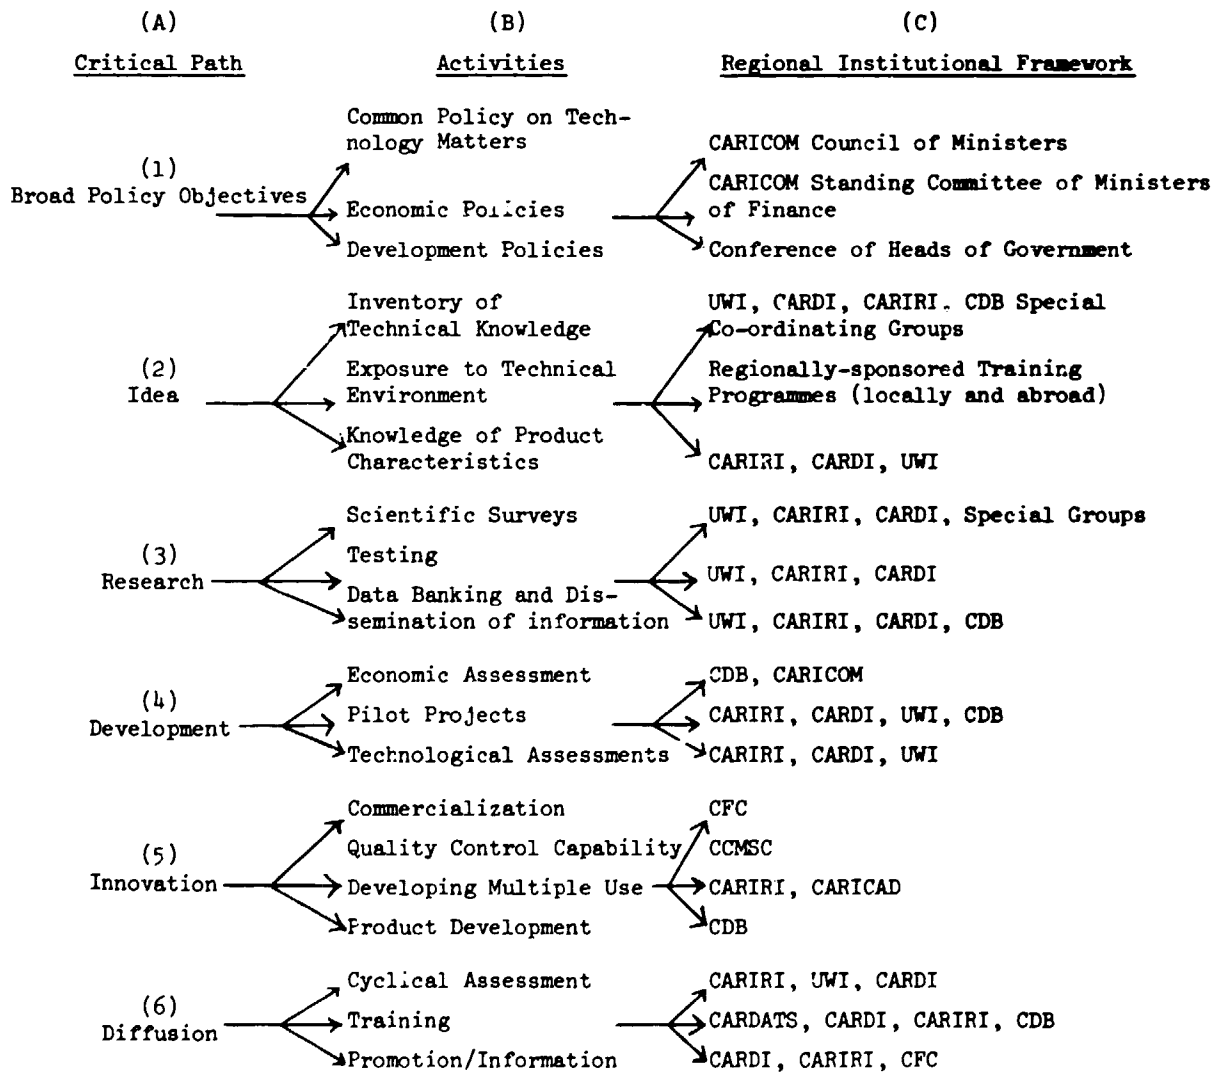 (A) (B) (C)
Critical Path Activities Regional Institutional Framework
Common Policy on Tech-
nology Matters
(1)
Broad Policy Objectives
Economic Policies
Development Policies
CARICOM Council of Ministers
CARICOM Standing Committee of Ministers
of Finance
Conference of Heads of Government
(2)
Idea
Inventory of
Technical Knowledge
Exposure to Technical
Environment
Knowledge of Product
Characteristics
UWI, CARDI, CARIRI. CDB Special
Co-ordinating Groups
Regionally-sponsored Training
Programmes (locally and abroad)
CARIRI, CARDI, UWI
(3)
Research
Scientific Surveys
Testing
Data Banking and Dis-
semination of information
UWI, CARIRI, CARDI, Special Groups
UWI, CARIRI, CARDI
UWI, CARIRI, CARDI, CDB
(4)
Development
Economic Assessment
Pilot Projects
Technological Assessments
CDB, CARICOM
CARIRI, CARDI, UWI, CDB
CARIRI, CARDI, UWI
(5)
Innovation
Commercialization
Quality Control Capability
Developing Multiple Use
Product Development
CFC
CCMSC
CARIRI, CARICAD
CDB
(6)
Diffusion
Cyclical Assessment
Training
Promotion/Information
CARIRI, UWI, CARDI
CARDATS, CARDI, CARIRI, CDB
CARDI, CARIRI, CFC